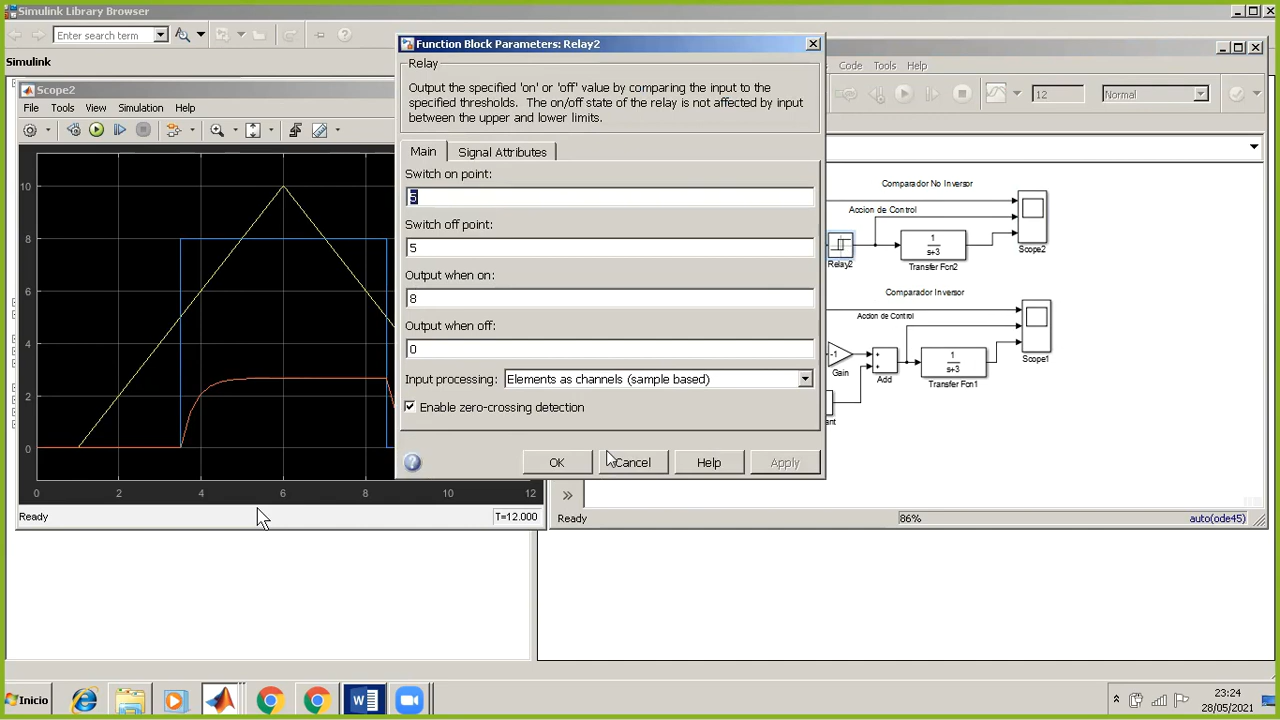 Simulink Library Browser
Enter search term
Simulink
Scope2
File Tools View Simulation Help
10
8
6
4
2
0
0 2 4 6 8 10 12
Ready T=12.000
Function Block Parameters: Relay2
Relay
Output the specified 'on' or 'off' value by comparing the input to the
specified thresholds. The on/off state of the relay is not affected by input
between the upper and lower limits.
Main Signal Attributes
Switch on point:
5
Switch off point:
5
Output when on:
8
Output when off:
0
Input processing: Elements as channels (sample based)
Enable zero-crossing detection
OK Cancel Help Apply
Code Tools Help
12 Normal
Comparador No Inversor
Accion de Control
1
s+3
Relay2
Transfer Fcn2
Scope2
Comparador Inversor
Accion de Control
-1
Gain
Add
1
s+3
Transfer Fcn1
Scope1
Ready 86% auto(ode45)
Inicio
23:24
28/05/2021